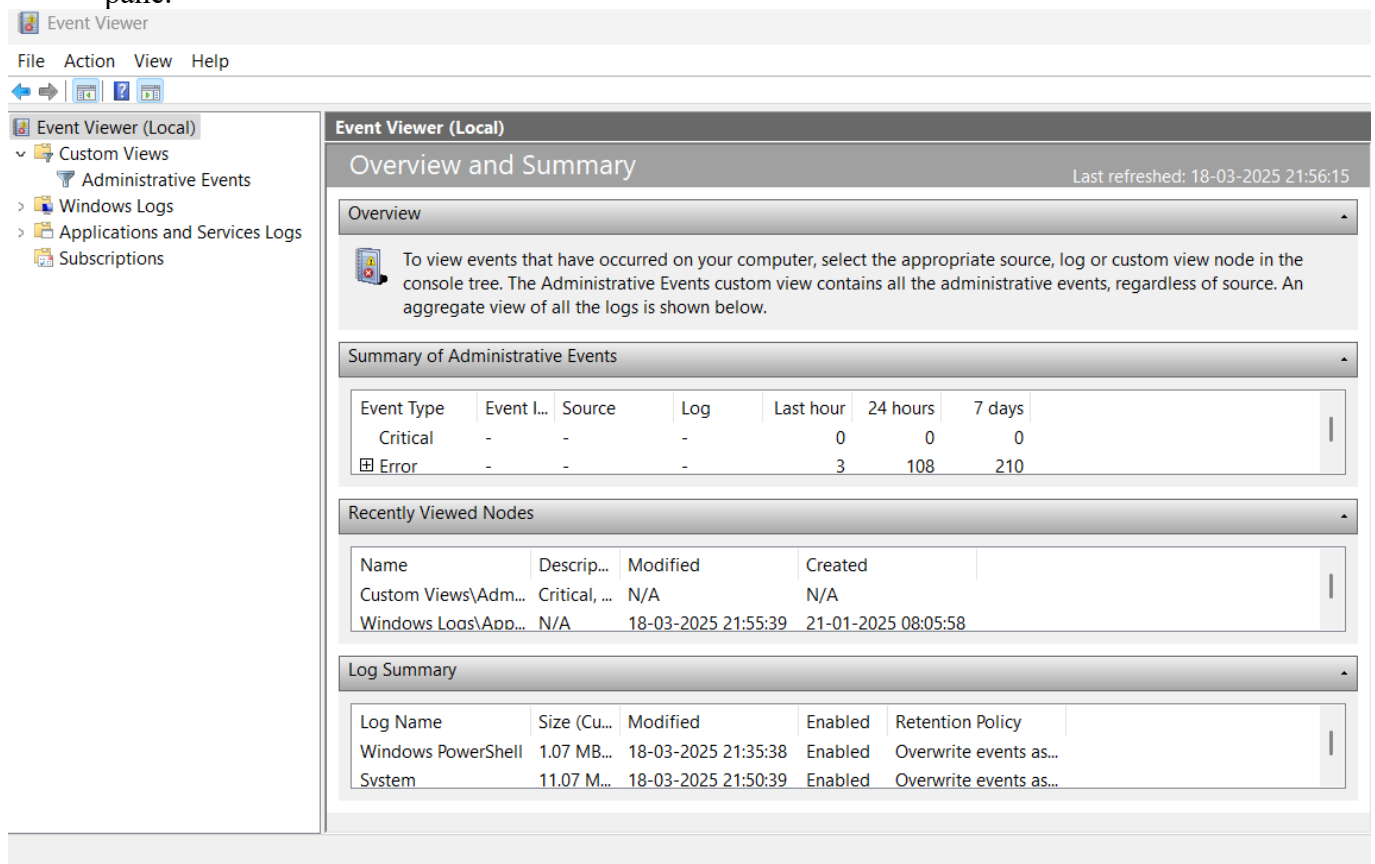 pane.
Event Viewer
File Action View Help
Event Viewer (Local)
Custom Views
Administrative Events
Windows Logs
Applications and Services Logs
Subscriptions
Event Viewer (Local)
Overview and Summary
Last refreshed: 18-03-2025 21:56:15
Overview
To view events that have occurred on your computer, select the appropriate source, log or custom view node in the
console tree. The Administrative Events custom view contains all the administrative events, regardless of source. An
aggregate view of all the logs is shown below.
Summary of Administrative Events
Event Type Event I... Source Log Last hour 24 hours 7 days
Critical - - - 0 0 0
Error - - - 3 108 210
Recently Viewed Nodes
Name Descrip... Modified Created
Custom Views\Adm... Critical, ... N/A N/A
Windows Logs\App... N/A 18-03-2025 21:55:39 21-01-2025 08:05:58
Log Summary
Log Name Size (Cu... Modified Enabled Retention Policy
Windows PowerShell 1.07 MB... 18-03-2025 21:35:38 Enabled Overwrite events as...
System 11.07 M... 18-03-2025 21:50:39 Enabled Overwrite events as...